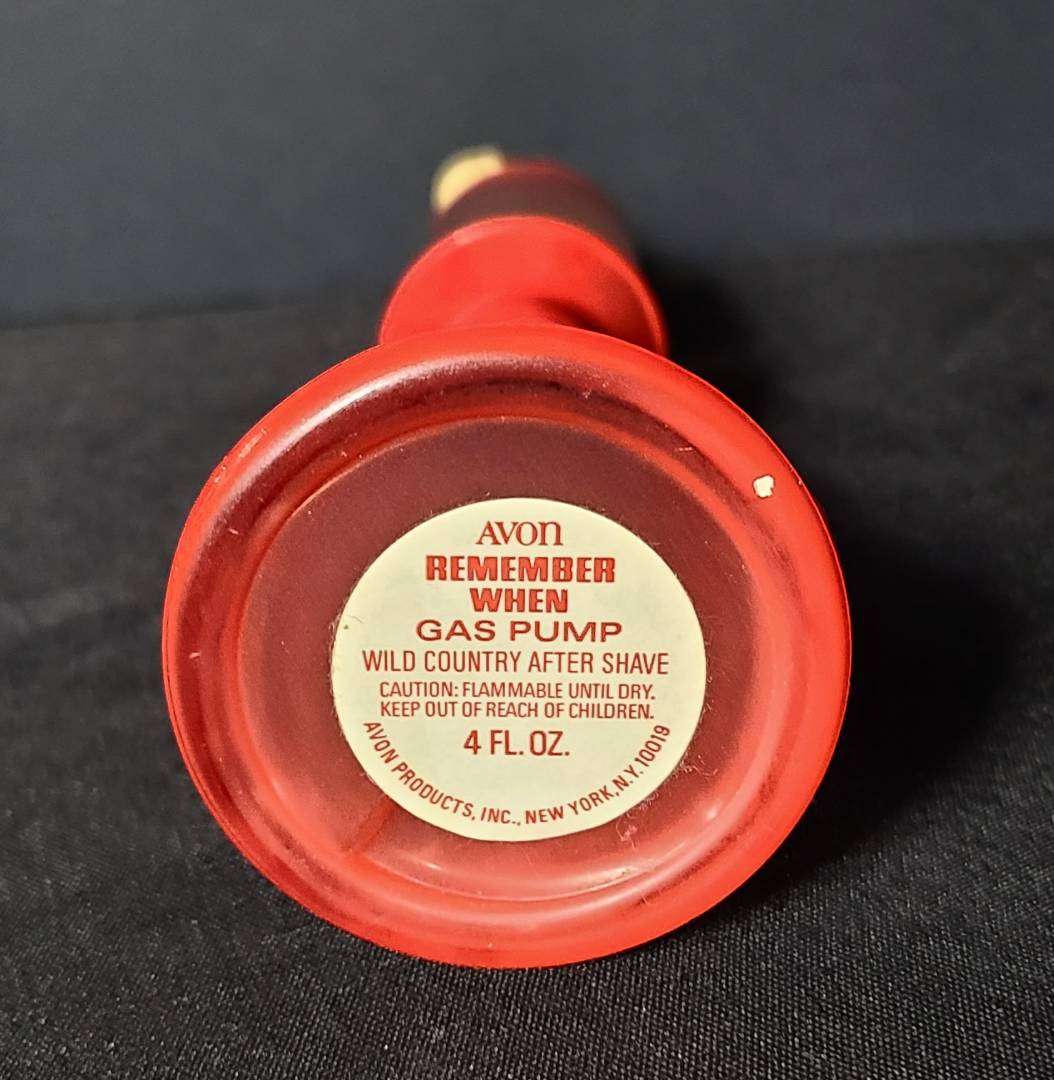 AVON
REMEMBER
WHEN
GAS PUMP
WILD COUNTRY AFTER SHAVE
CAUTION: FLAMMABLE UNTIL DRY.
KEEP OUT OF REACH OF CHILDREN.
4 FL. OZ.
AVON PRODUCTS, INC., NEW YORK, N.Y. 10019